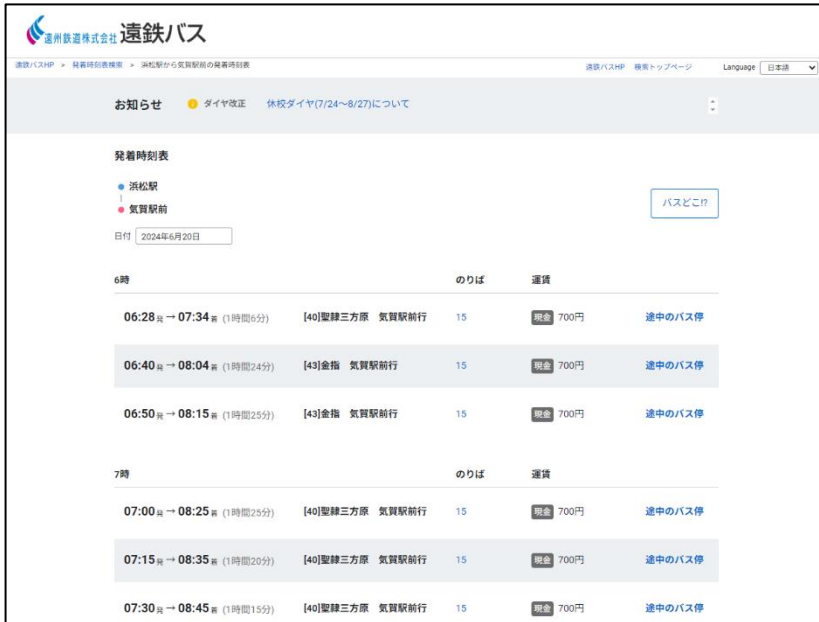 遠州鉄道株式会社 遠鉄バス
遠鉄バスHP > 発着時刻表検索 > 浜松駅から気賀駅前の発着時刻表 遠鉄バスHP 検索トップページ Language 日本語
お知らせ ダイヤ改正 休校ダイヤ(7/24～8/27)について
発着時刻表
浜松駅
気賀駅前
バスどこ!?
日付 2024年6月20日
6時 のりば 運賃
06:28発 → 07:34着 (1時間6分) [40]聖隷三方原 気賀駅前行 15 現金 700円 途中のバス停
06:40発 → 08:04着 (1時間24分) [43]金指 気賀駅前行 15 現金 700円 途中のバス停
06:50発 → 08:15着 (1時間25分) [43]金指 気賀駅前行 15 現金 700円 途中のバス停
7時 のりば 運賃
07:00発 → 08:25着 (1時間25分) [40]聖隷三方原 気賀駅前行 15 現金 700円 途中のバス停
07:15発 → 08:35着 (1時間20分) [40]聖隷三方原 気賀駅前行 15 現金 700円 途中のバス停
07:30発 → 08:45着 (1時間15分) [40]聖隷三方原 気賀駅前行 15 現金 700円 途中のバス停